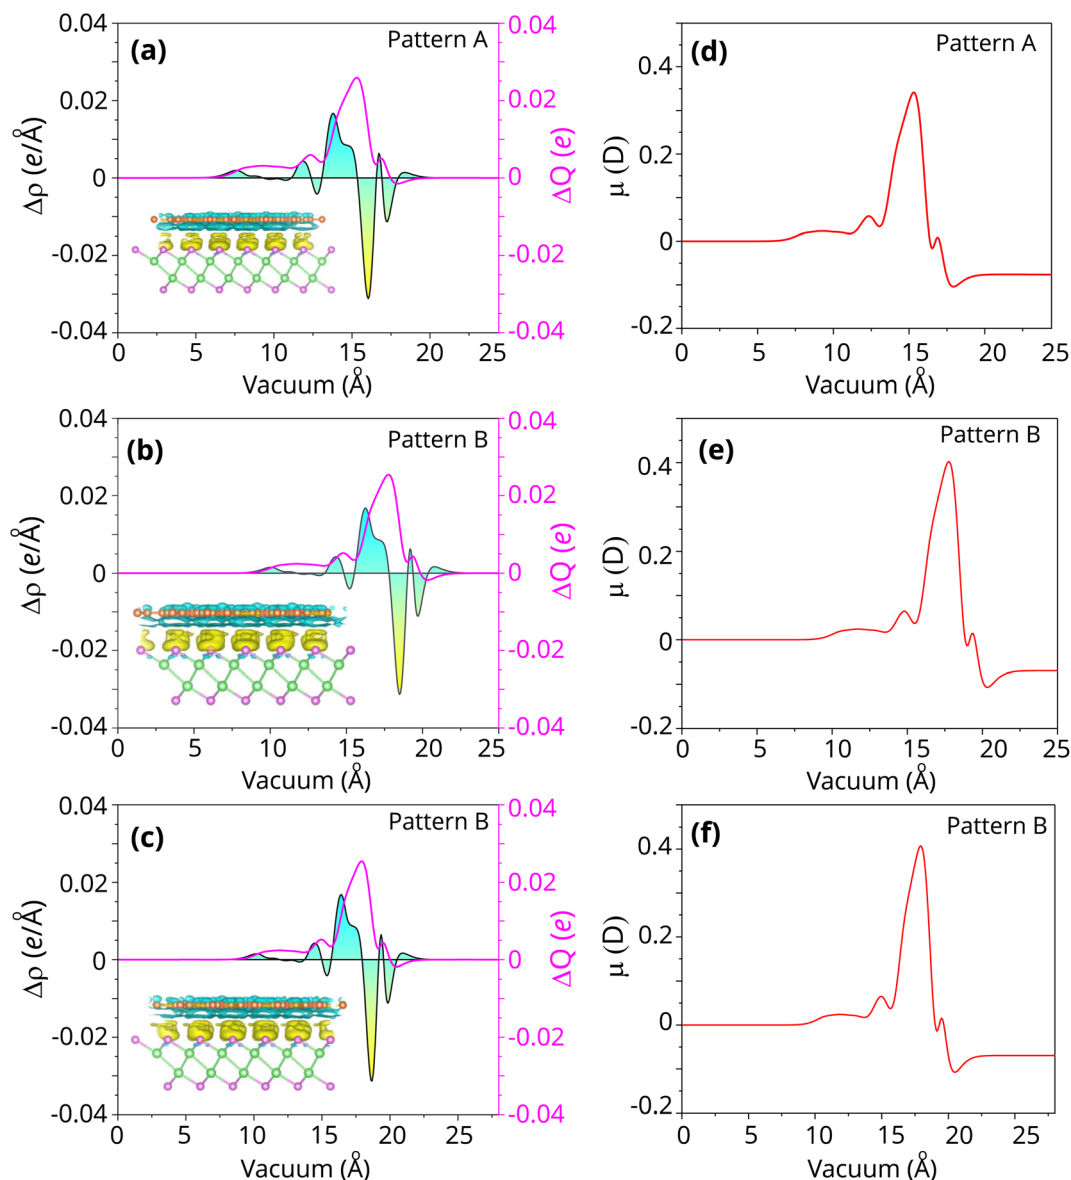 (a)
Pattern A
0.04
0.02
0
-0.02
-0.04
Δρ (e/Å)
0.04
0.02
0
-0.02
-0.04
ΔQ (e)
0 5 10 15 20 25
Vacuum (Å)
(d)
Pattern A
0.4
0.2
0
-0.2
μ (D)
0 5 10 15 20 25
Vacuum (Å)
(b)
Pattern B
0.04
0.02
0
-0.02
-0.04
Δρ (e/Å)
0.04
0.02
0
-0.02
-0.04
ΔQ (e)
0 5 10 15 20 25
Vacuum (Å)
(e)
Pattern B
0.4
0.2
0
-0.2
μ (D)
0 5 10 15 20 25
Vacuum (Å)
(c)
Pattern B
0.04
0.02
0
-0.02
-0.04
Δρ (e/Å)
0.04
0.02
0
-0.02
-0.04
ΔQ (e)
0 5 10 15 20 25
Vacuum (Å)
(f)
Pattern B
0.4
0.2
0
-0.2
μ (D)
0 5 10 15 20 25
Vacuum (Å)